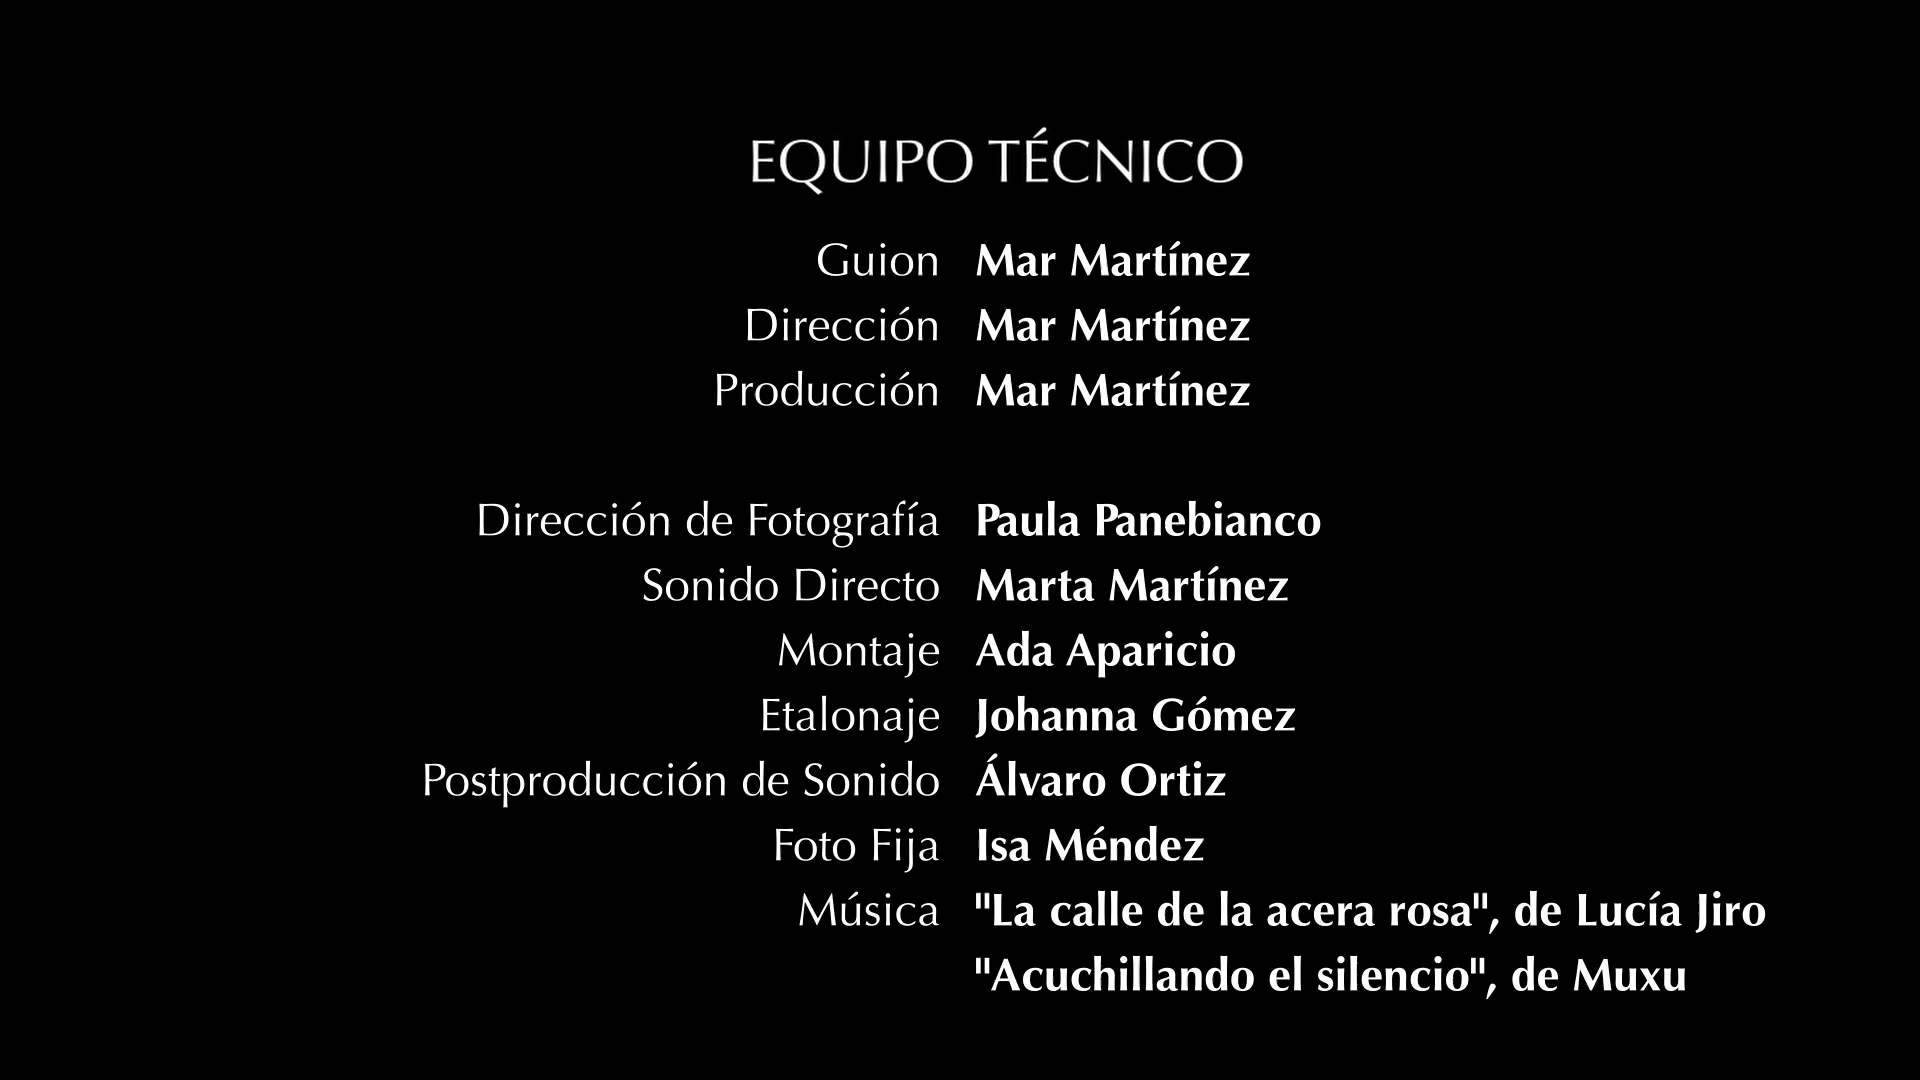 EQUIPO TÉCNICO
Guion Mar Martínez
Dirección Mar Martínez
Producción Mar Martínez
Dirección de Fotografía Paula Panebianco
Sonido Directo Marta Martínez
Montaje Ada Aparicio
Etalonaje Johanna Gómez
Postproducción de Sonido Álvaro Ortiz
Foto Fija Isa Méndez
Música "La calle de la acera rosa", de Lucía Jiro
"Acuchillando el silencio", de Muxu